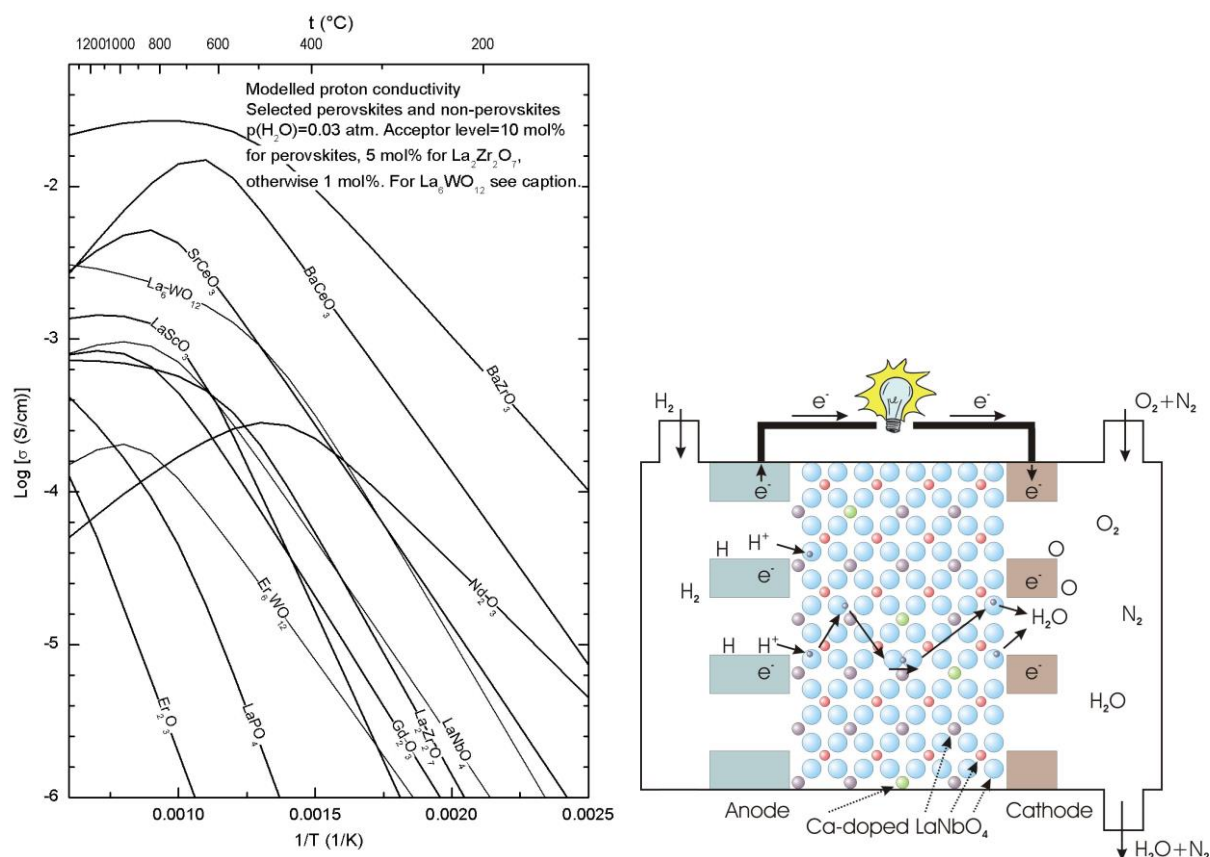 t (°C)
1200 1000 800 600 400 200
Modelled proton conductivity
Selected perovskites and non-perovskites
p(H₂O)=0.03 atm. Acceptor level=10 mol%
for perovskites, 5 mol% for La₂Zr₂O₇,
otherwise 1 mol%. For La₆WO₁₂ see caption.
-2
-3
-4
-5
-6
Log [σ (S/cm)]
SrCeO₃
BaCeO₃
La₆-WO₁₂
LaScO₃
BaZrO₃
Nd₂O₃
Er₆WO₁₂
Er₂O₃
LaPO₄
Gd₂O₃
La₂-Zr₂O₇
LaNbO₄
0.0010 0.0015 0.0020 0.0025
1/T (1/K)
H₂
e⁻
e⁻
O₂+N₂
e⁻
e⁻
O₂
H
H⁺
O
H₂
e⁻
e⁻
O
N₂
H₂O
H
H⁺
e⁻
e⁻
H₂O
Anode
Cathode
Ca-doped LaNbO₄
H₂O+N₂